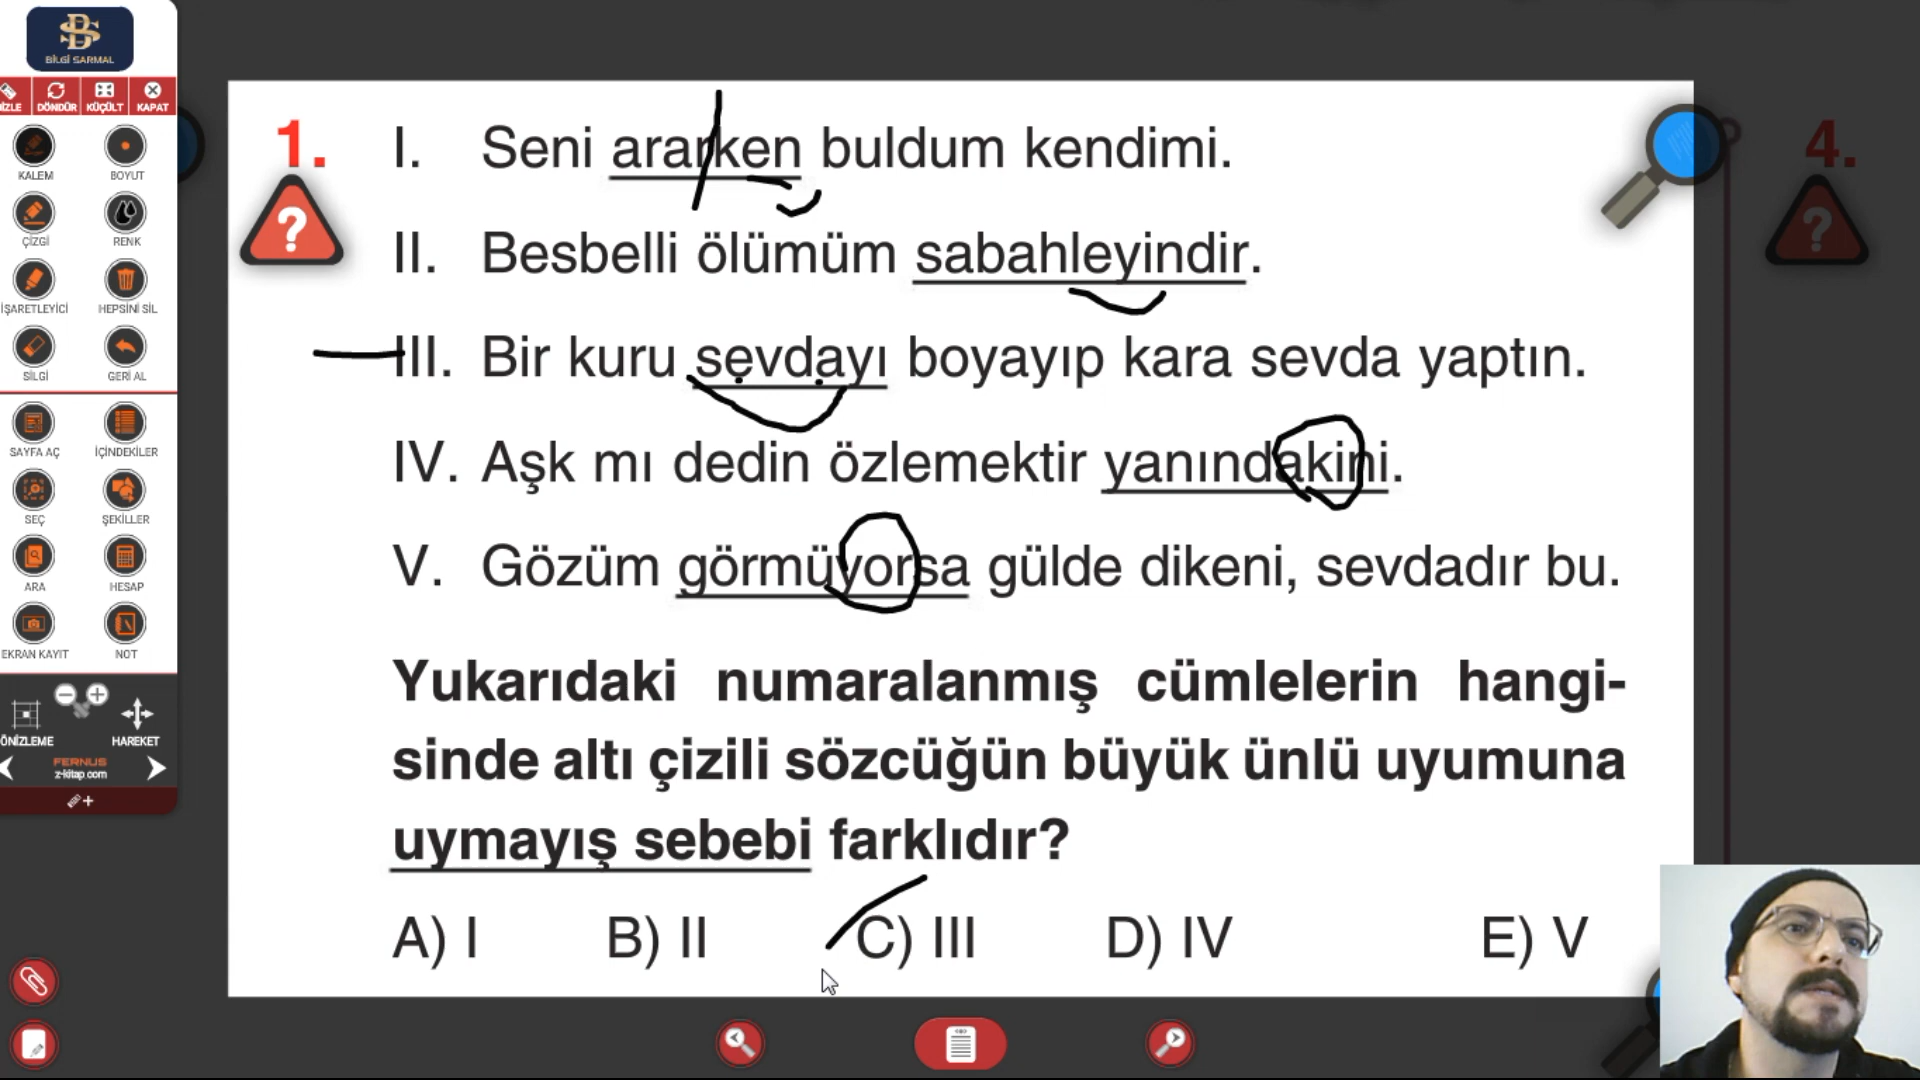 BİLGİ SARMAL
İZLE DÖNDÜR KÜÇÜLT KAPAT
KALEM BOYUT
ÇİZGİ RENK
İŞARETLEYİCİ HEPSİNİ SİL
SİLGİ GERİ AL
SAYFA AÇ İÇİNDEKİLER
SEÇ ŞEKİLLER
ARA HESAP
EKRAN KAYIT NOT
ÖNİZLEME HAREKET
FERNUS
z-kitap.com
1. I. Seni ararken buldum kendimi.
II. Besbelli ölümüm sabahleyindir.
III. Bir kuru sevdayı boyayıp kara sevda yaptın.
IV. Aşk mı dedin özlemektir yanındakini.
V. Gözüm görmüyorsa gülde dikeni, sevdadır bu.
Yukarıdaki numaralanmış cümlelerin hangi-
sinde altı çizili sözcüğün büyük ünlü uyumuna
uymayış sebebi farklıdır?
A) I B) II C) III D) IV E) V
4.